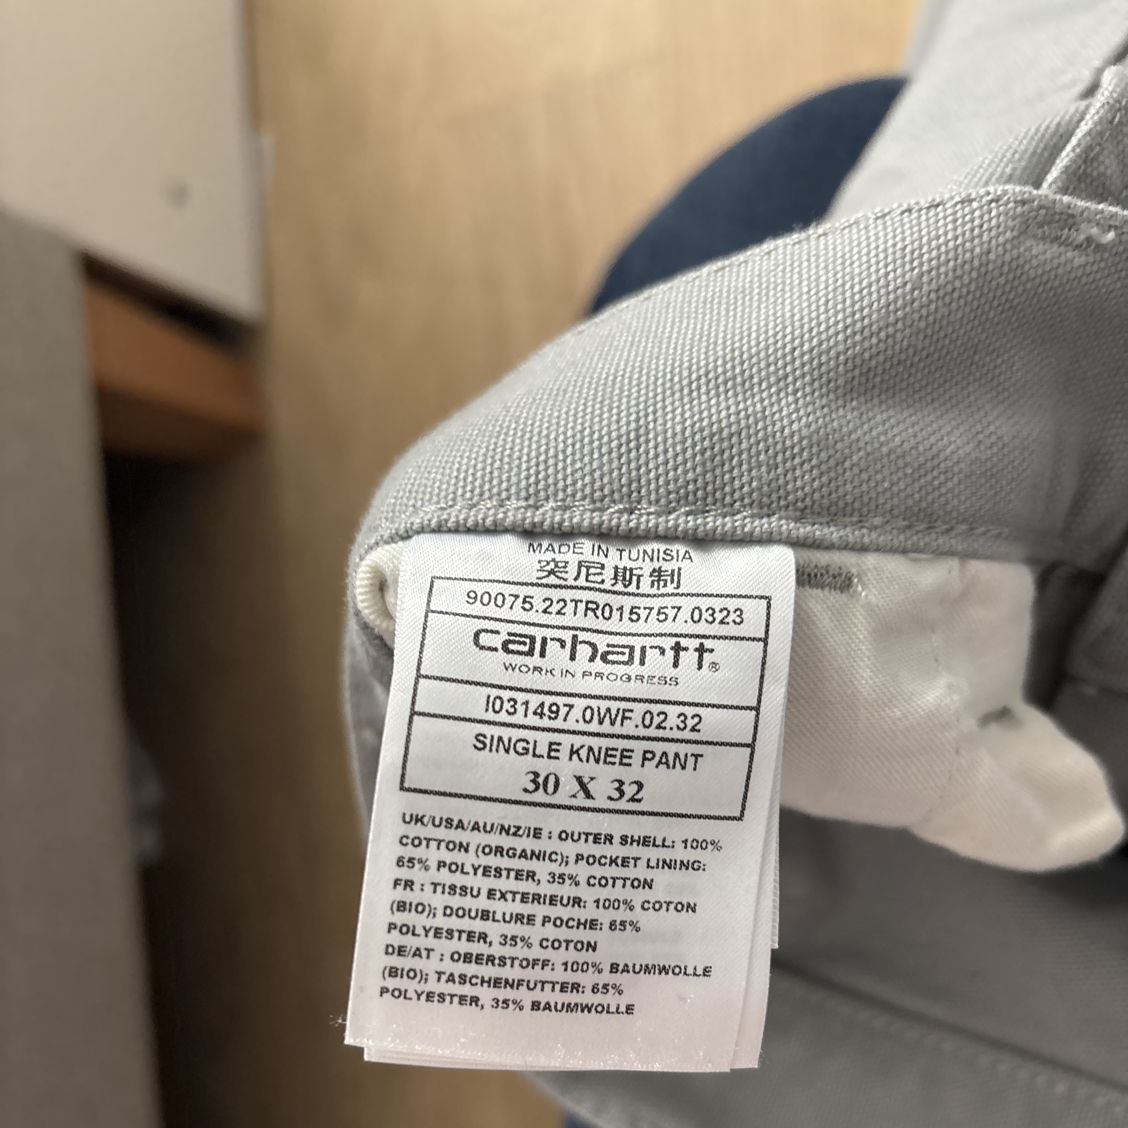 MADE IN TUNISIA
突尼斯制
90075.22TR015757.0323
carhartt®
WORK IN PROGRESS
I031497.0WF.02.32
SINGLE KNEE PANT
30 X 32
UK/USA/AU/NZ/IE : OUTER SHELL: 100%
COTTON (ORGANIC); POCKET LINING:
65% POLYESTER, 35% COTTON
FR : TISSU EXTERIEUR: 100% COTON
(BIO); DOUBLURE POCHE: 65%
POLYESTER, 35% COTON
DE/AT : OBERSTOFF: 100% BAUMWOLLE
(BIO); TASCHENFUTTER: 65%
POLYESTER, 35% BAUMWOLLE